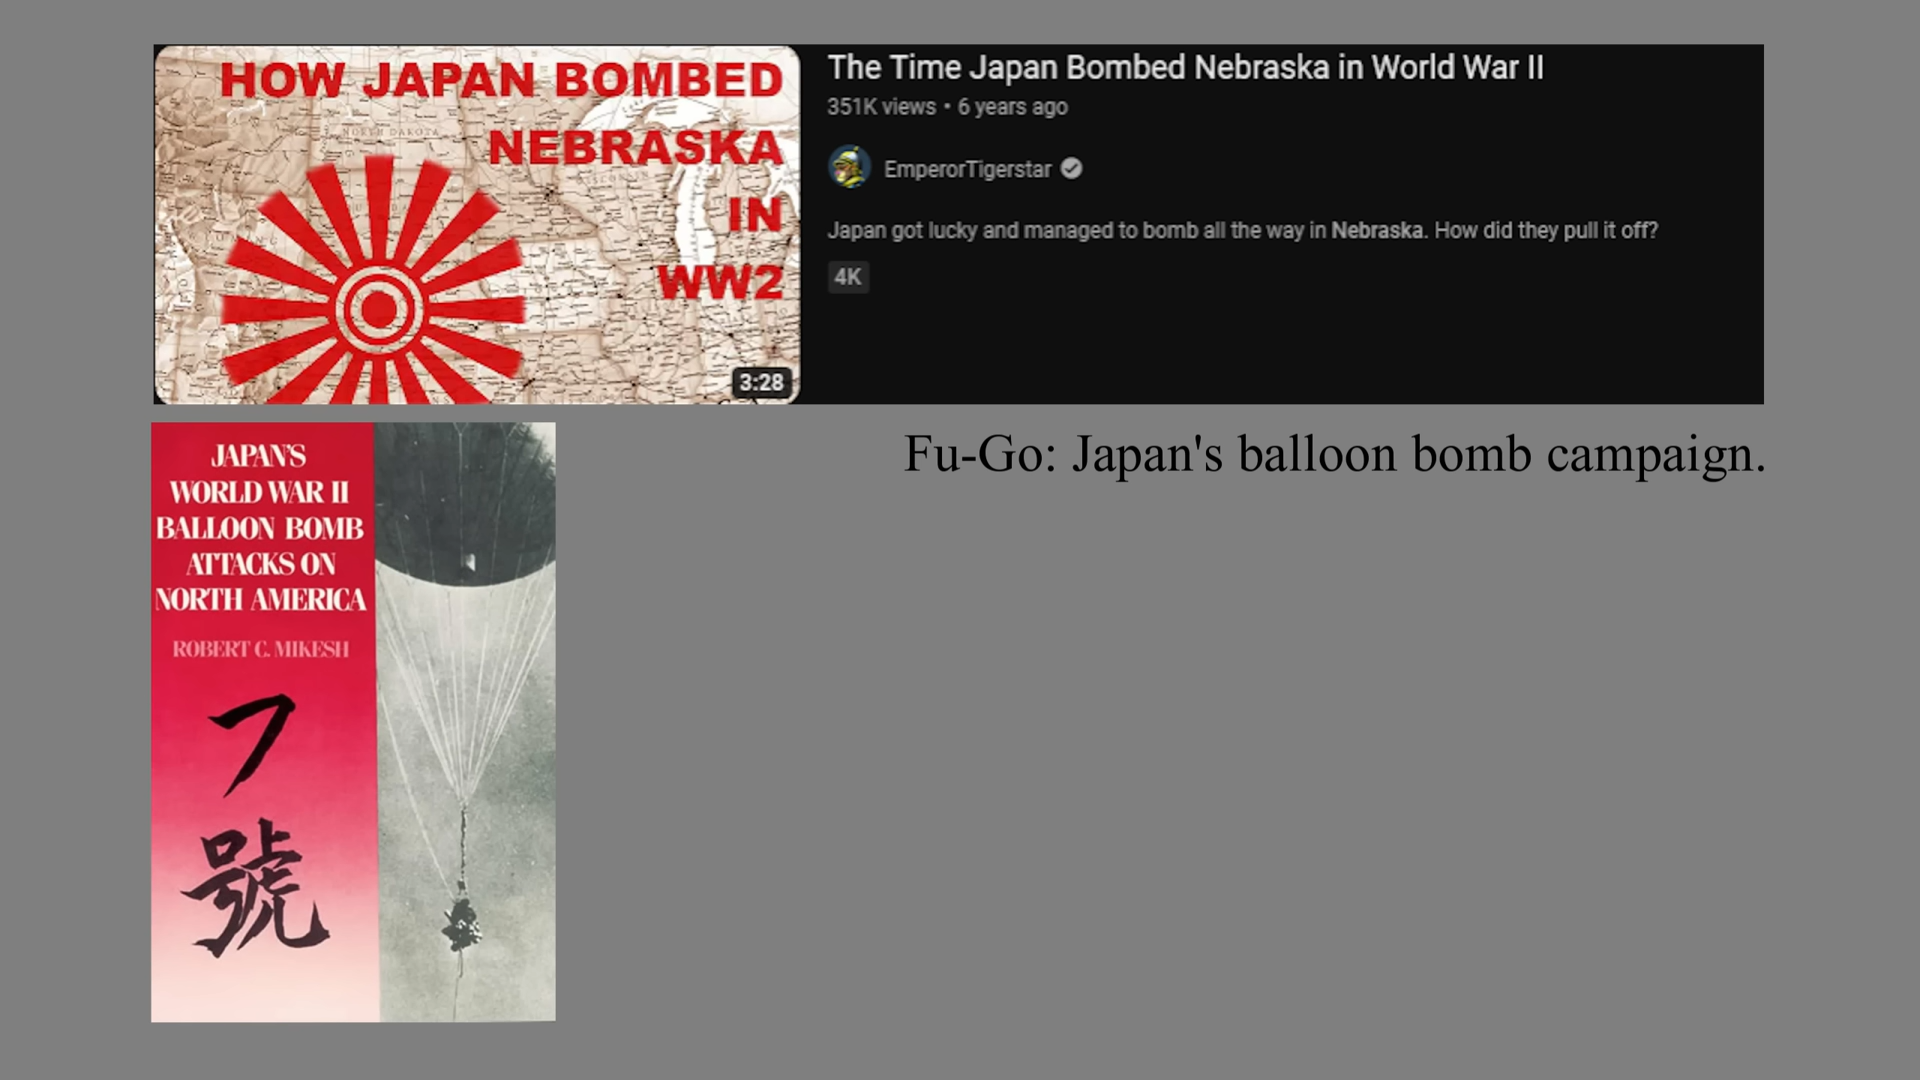 HOW JAPAN BOMBED
NEBRASKA
IN
WW2
NORTH DAKOTA
3:28
The Time Japan Bombed Nebraska in World War II
351K views • 6 years ago
EmperorTigerstar
Japan got lucky and managed to bomb all the way in Nebraska. How did they pull it off?
4K
Fu-Go: Japan's balloon bomb campaign.
JAPAN'S
WORLD WAR II
BALLOON BOMB
ATTACKS ON
NORTH AMERICA
ROBERT C. MIKESH
フ
號